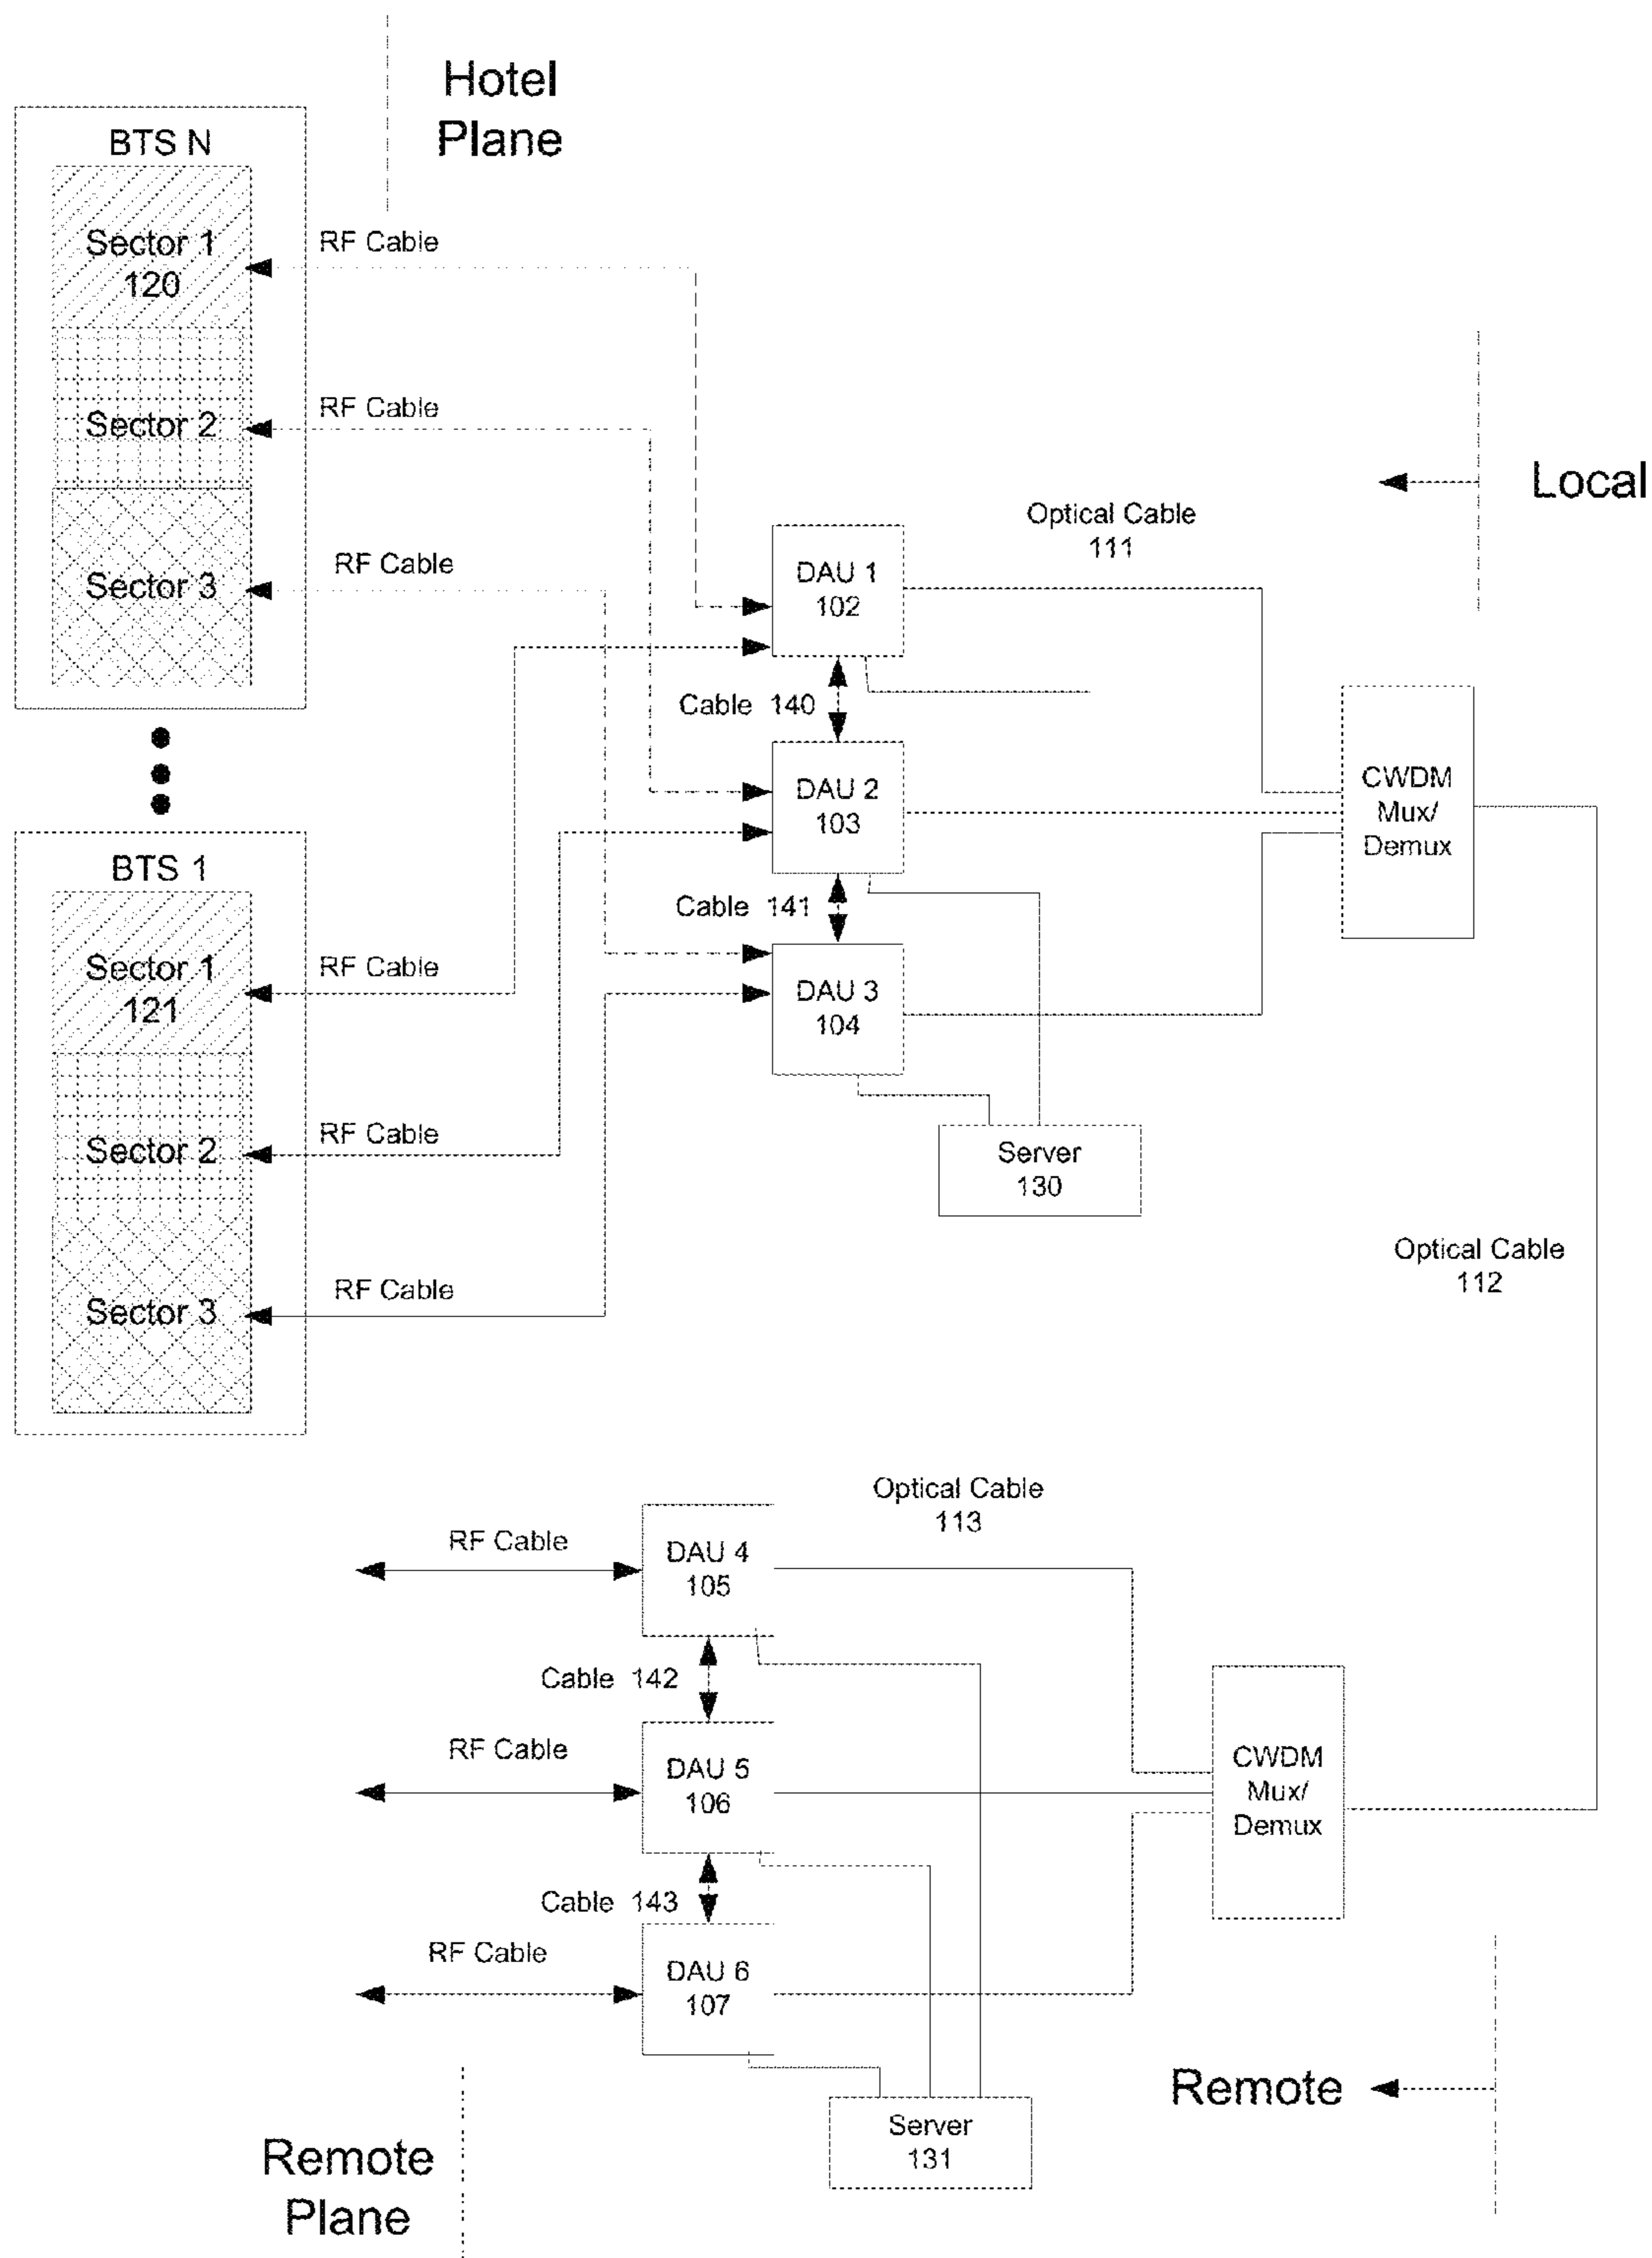 Hotel
Plane
BTS N
Sector 1
120
RF Cable
Sector 2
RF Cable
Sector 3
RF Cable
Local
Optical Cable
111
DAU 1
102
Cable 140
DAU 2
103
CWDM
Mux/
Demux
Cable 141
DAU 3
104
BTS 1
Sector 1
121
RF Cable
Sector 2
RF Cable
Sector 3
RF Cable
Server
130
Optical Cable
112
Optical Cable
113
RF Cable
DAU 4
105
Cable 142
RF Cable
DAU 5
106
CWDM
Mux/
Demux
Cable 143
RF Cable
DAU 6
107
Remote
Server
131
Remote
Plane